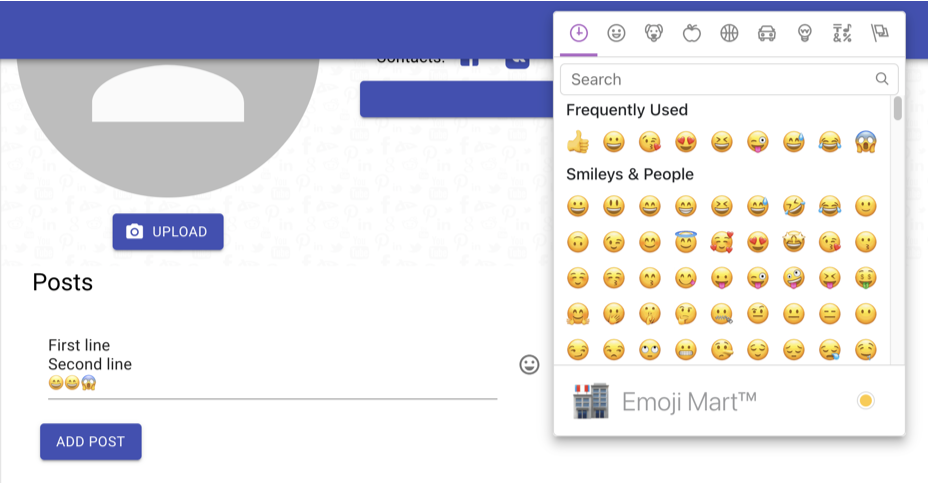 Contacts:
UPLOAD
Posts
First line
Second line
😀😀😱
ADD POST
Search
Frequently Used
Smileys & People
Emoji Mart™